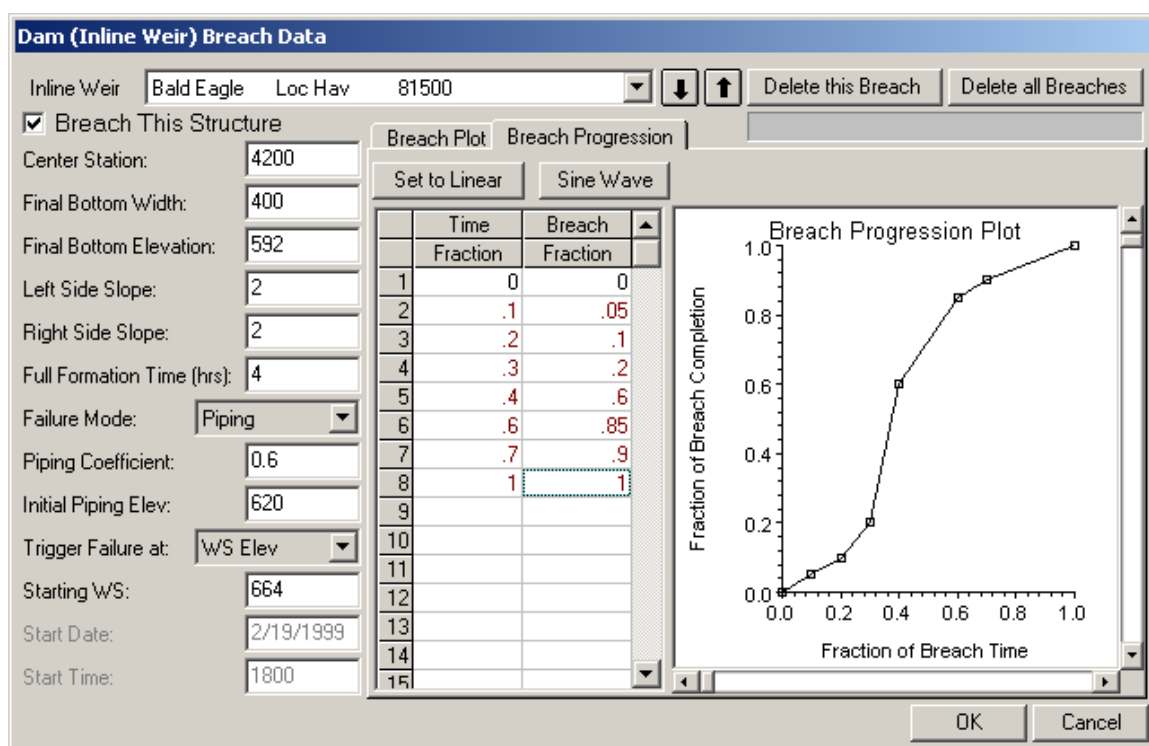 Dam (Inline Weir) Breach Data
Inline Weir Bald Eagle Loc Hav 81500 Delete this Breach Delete all Breaches
Breach This Structure
Center Station: 4200
Final Bottom Width: 400
Final Bottom Elevation: 592
Left Side Slope: 2
Right Side Slope: 2
Full Formation Time (hrs): 4
Failure Mode: Piping
Piping Coefficient: 0.6
Initial Piping Elev: 620
Trigger Failure at: WS Elev
Starting WS: 664
Start Date: 2/19/1999
Start Time: 1800
Breach Plot Breach Progression
Set to Linear Sine Wave
Time Breach
Fraction Fraction
1 0 0
2 .1 .05
3 .2 .1
4 .3 .2
5 .4 .6
6 .6 .85
7 .7 .9
8 1 1
9
10
11
12
13
14
15
Breach Progression Plot
Fraction of Breach Completion
1.0
0.8
0.6
0.4
0.2
0.0
0.0 0.2 0.4 0.6 0.8 1.0
Fraction of Breach Time
OK Cancel